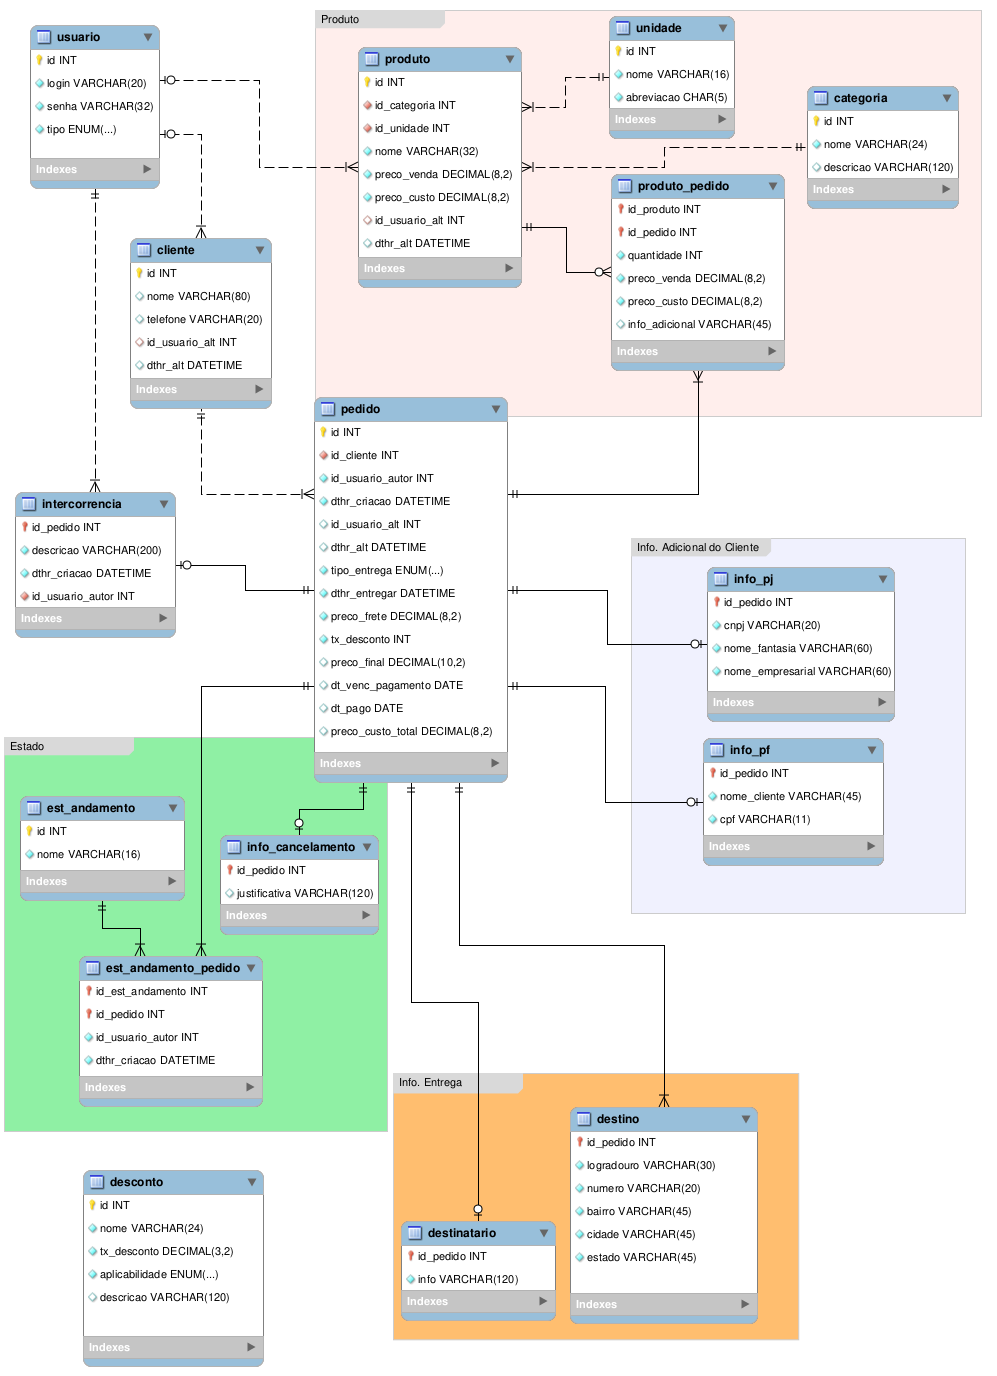 usuario
id INT
login VARCHAR(20)
senha VARCHAR(32)
tipo ENUM(...)
Indexes
Produto
produto
id INT
id_categoria INT
id_unidade INT
nome VARCHAR(32)
preco_venda DECIMAL(8,2)
preco_custo DECIMAL(8,2)
id_usuario_alt INT
dthr_alt DATETIME
Indexes
unidade
id INT
nome VARCHAR(16)
abreviacao CHAR(5)
Indexes
categoria
id INT
nome VARCHAR(24)
descricao VARCHAR(120)
Indexes
produto_pedido
id_produto INT
id_pedido INT
quantidade INT
preco_venda DECIMAL(8,2)
preco_custo DECIMAL(8,2)
info_adicional VARCHAR(45)
Indexes
cliente
id INT
nome VARCHAR(80)
telefone VARCHAR(20)
id_usuario_alt INT
dthr_alt DATETIME
Indexes
pedido
id INT
id_cliente INT
id_usuario_autor INT
dthr_criacao DATETIME
id_usuario_alt INT
dthr_alt DATETIME
tipo_entrega ENUM(...)
dthr_entregar DATETIME
preco_frete DECIMAL(8,2)
tx_desconto INT
preco_final DECIMAL(10,2)
dt_venc_pagamento DATE
dt_pago DATE
preco_custo_total DECIMAL(8,2)
Indexes
intercorrencia
id_pedido INT
descricao VARCHAR(200)
dthr_criacao DATETIME
id_usuario_autor INT
Indexes
Info. Adicional do Cliente
info_pj
id_pedido INT
cnpj VARCHAR(20)
nome_fantasia VARCHAR(60)
nome_empresarial VARCHAR(60)
Indexes
info_pf
id_pedido INT
nome_cliente VARCHAR(45)
cpf VARCHAR(11)
Indexes
Estado
est_andamento
id INT
nome VARCHAR(16)
Indexes
info_cancelamento
id_pedido INT
justificativa VARCHAR(120)
Indexes
est_andamento_pedido
id_est_andamento INT
id_pedido INT
id_usuario_autor INT
dthr_criacao DATETIME
Indexes
Info. Entrega
destinatario
id_pedido INT
info VARCHAR(120)
Indexes
destino
id_pedido INT
logradouro VARCHAR(30)
numero VARCHAR(20)
bairro VARCHAR(45)
cidade VARCHAR(45)
estado VARCHAR(45)
Indexes
desconto
id INT
nome VARCHAR(24)
tx_desconto DECIMAL(3,2)
aplicabilidade ENUM(...)
descricao VARCHAR(120)
Indexes